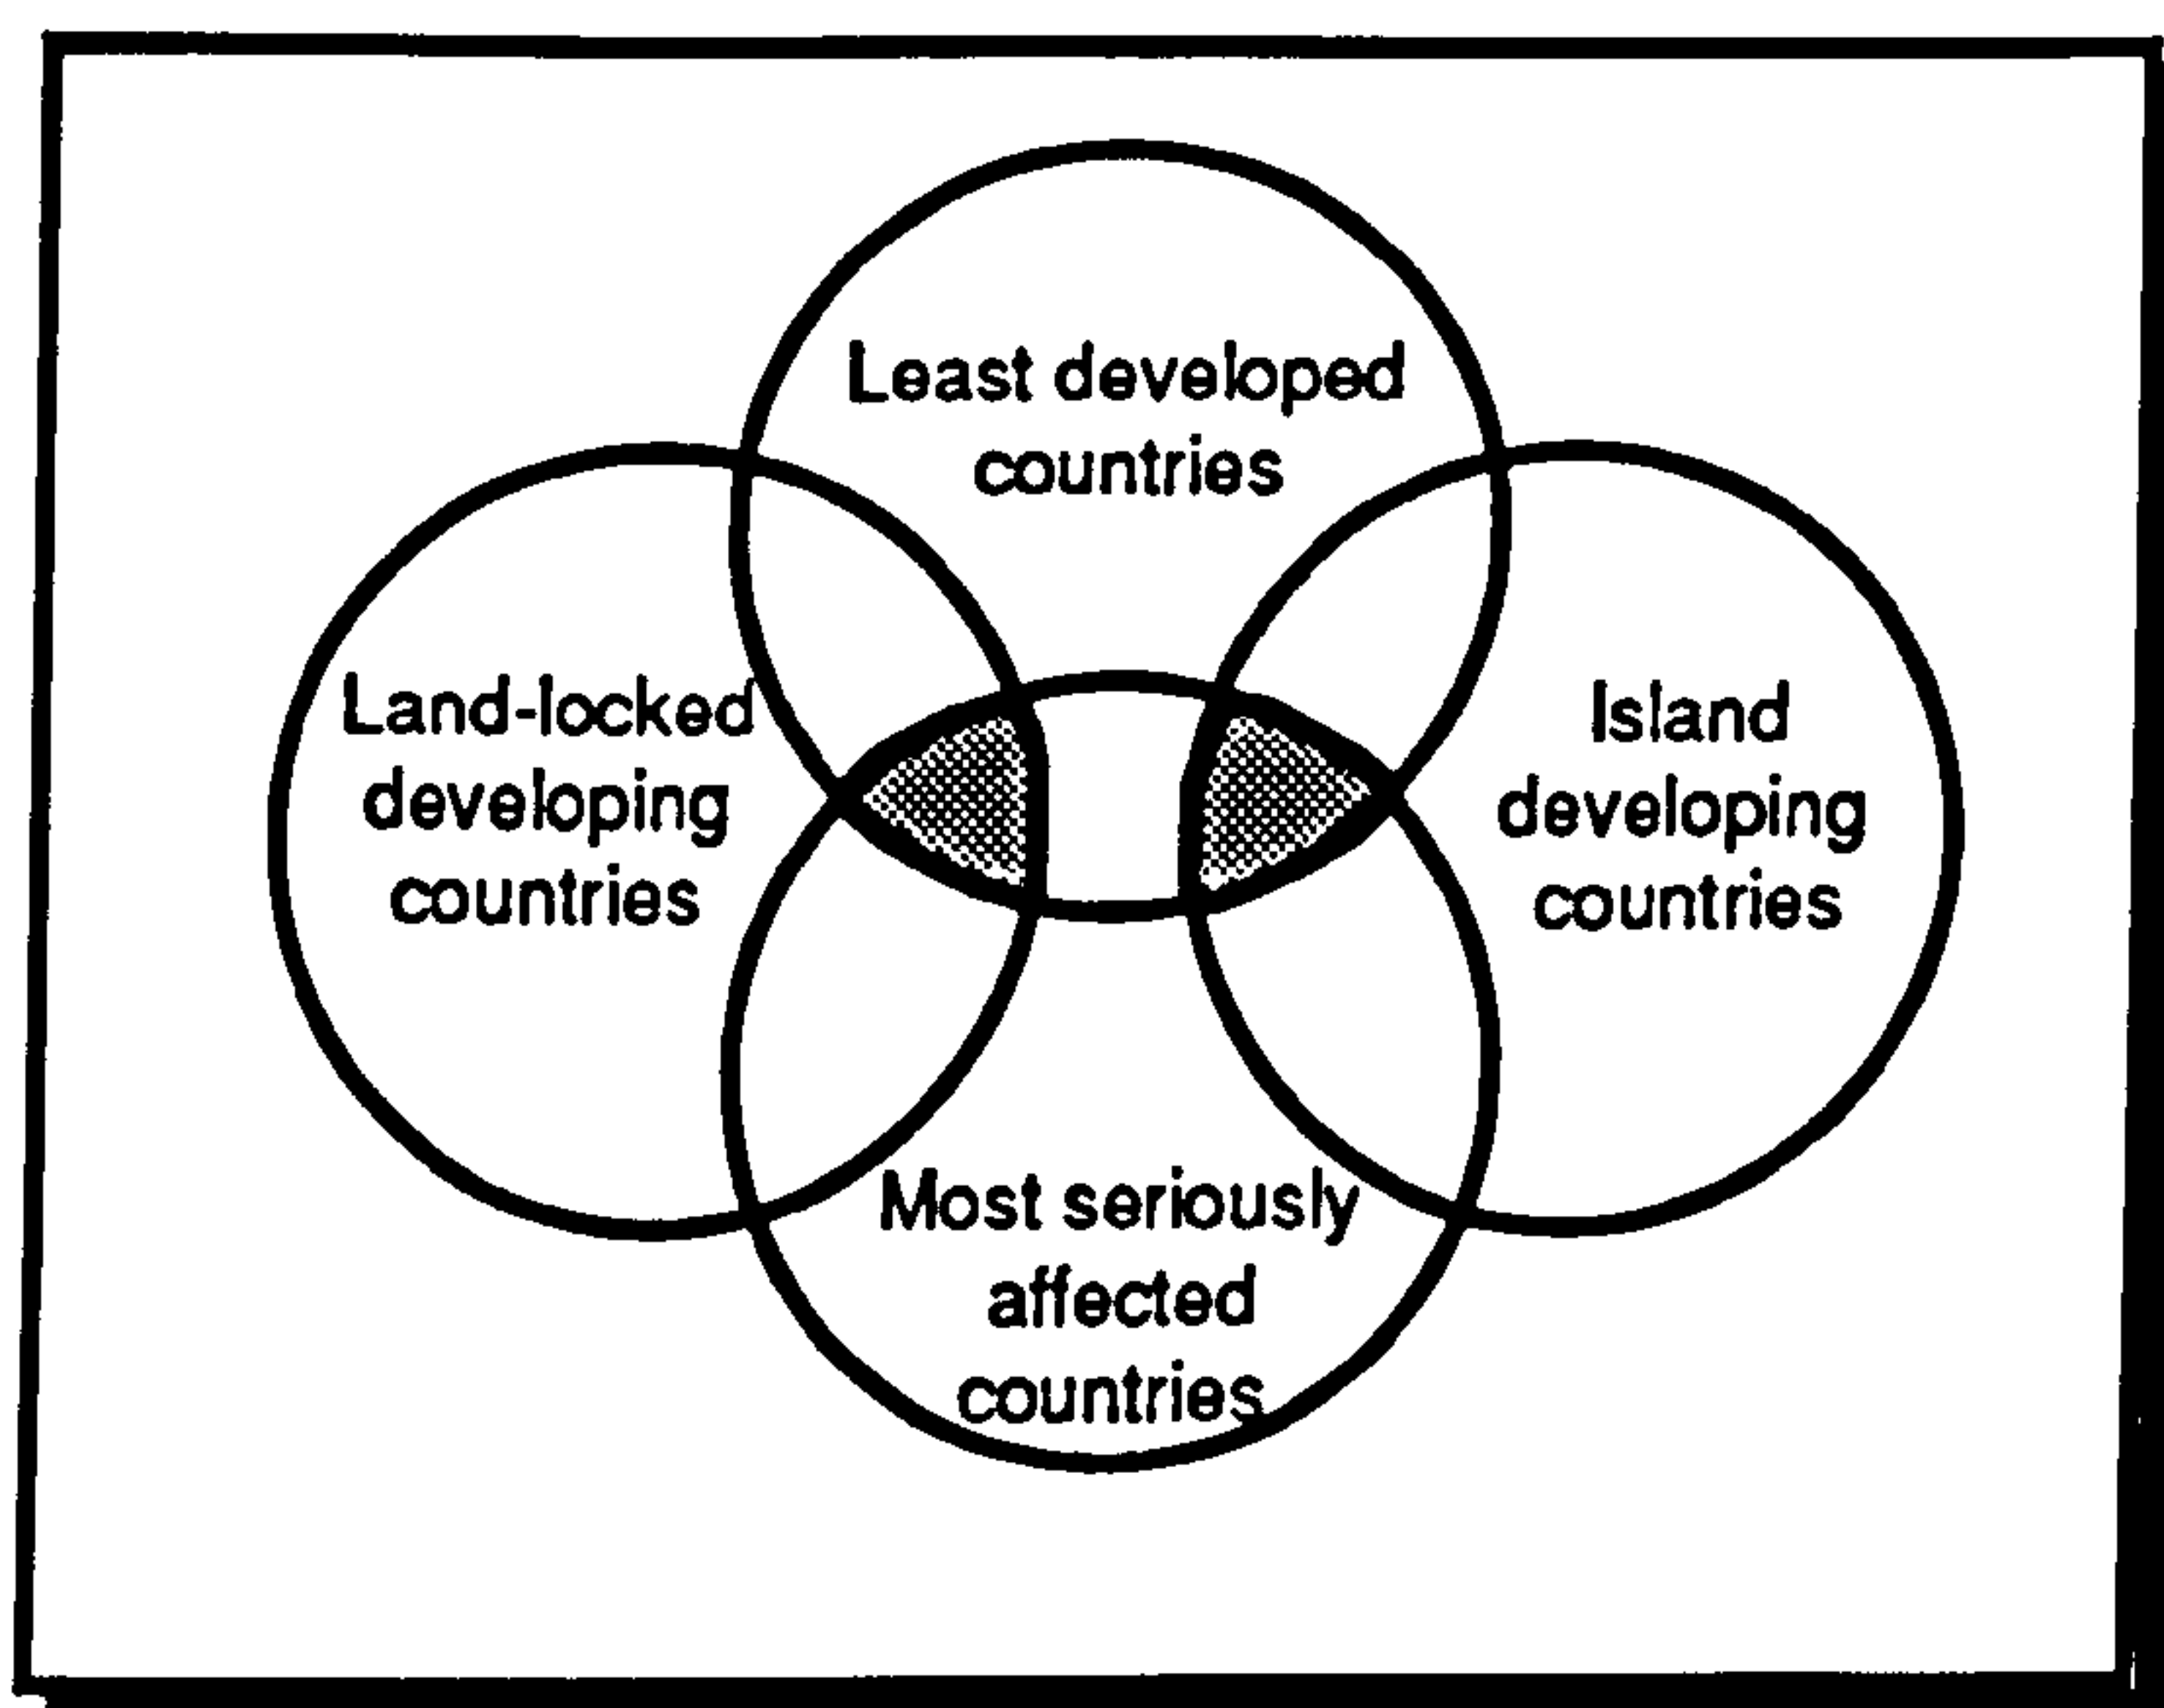 Least developed
countries
Land-locked
developing
countries
Island
developing
countries
Most seriously
affected
countries